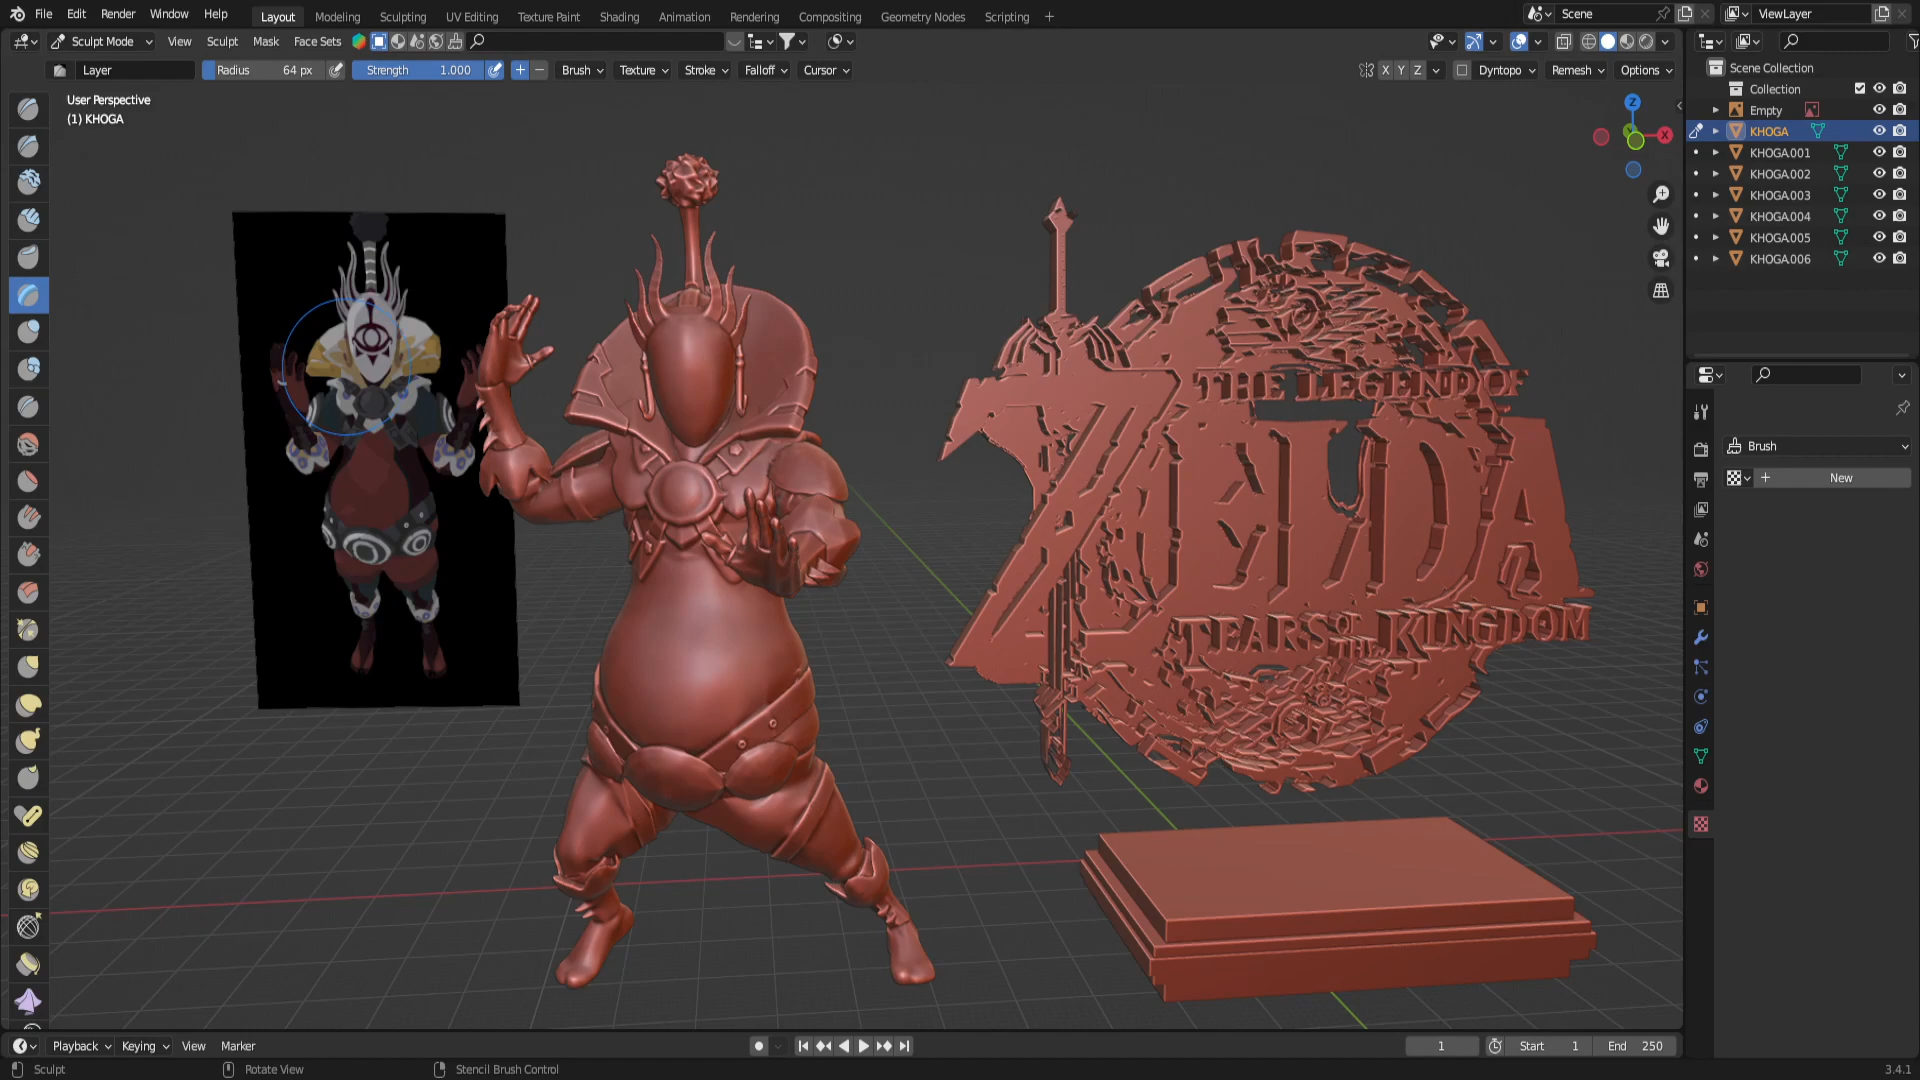 File Edit Render Window Help Layout Modeling Sculpting UV Editing Texture Paint Shading Animation Rendering Compositing Geometry Nodes Scripting + Scene ViewLayer
Sculpt Mode View Sculpt Mask Face Sets
Layer Radius 64 px Strength 1.000 + − Brush Texture Stroke Falloff Cursor X Y Z Dyntopo Remesh Options
User Perspective
(1) KHOGA
Z
X
Scene Collection
Collection
Empty
KHOGA
KHOGA.001
KHOGA.002
KHOGA.003
KHOGA.004
KHOGA.005
KHOGA.006
Brush
+ New
THE LEGEND OF
ZELDA
TEARS OF THE KINGDOM
Playback Keying View Marker 1 Start 1 End 250
Sculpt Rotate View Stencil Brush Control 3.4.1